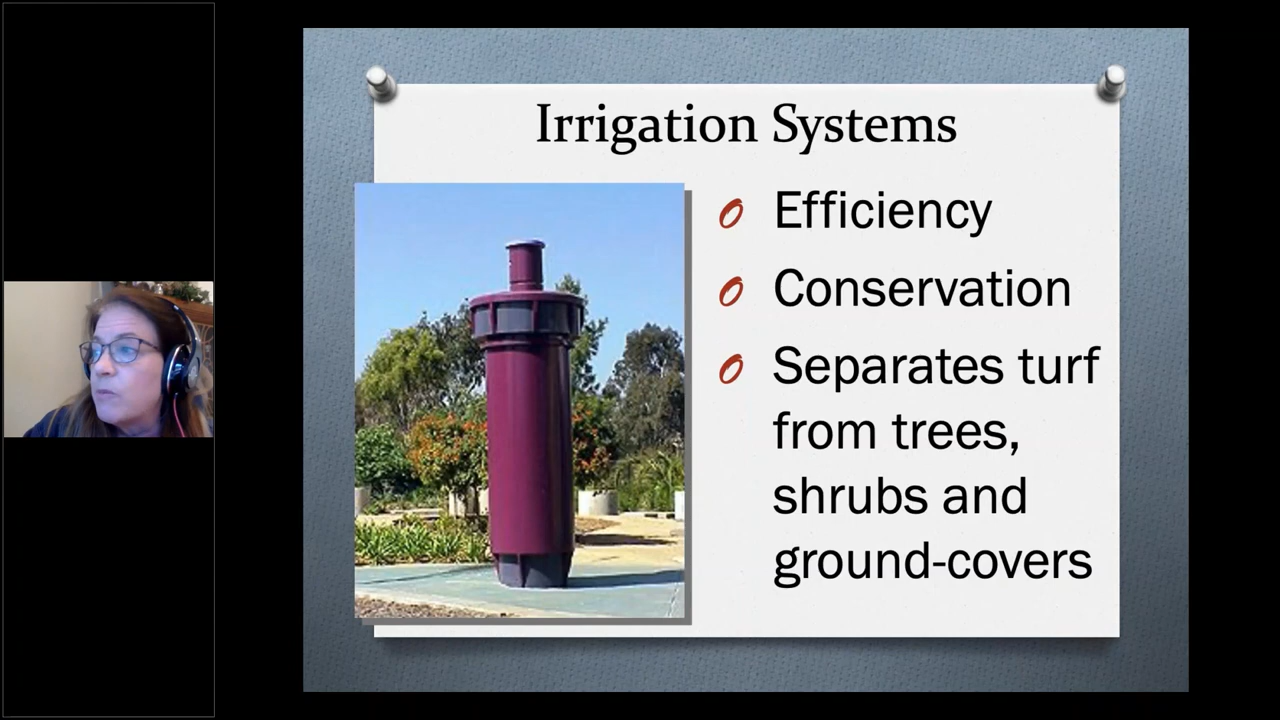 Irrigation Systems
Efficiency
Conservation
Separates turf
from trees,
shrubs and
ground-covers